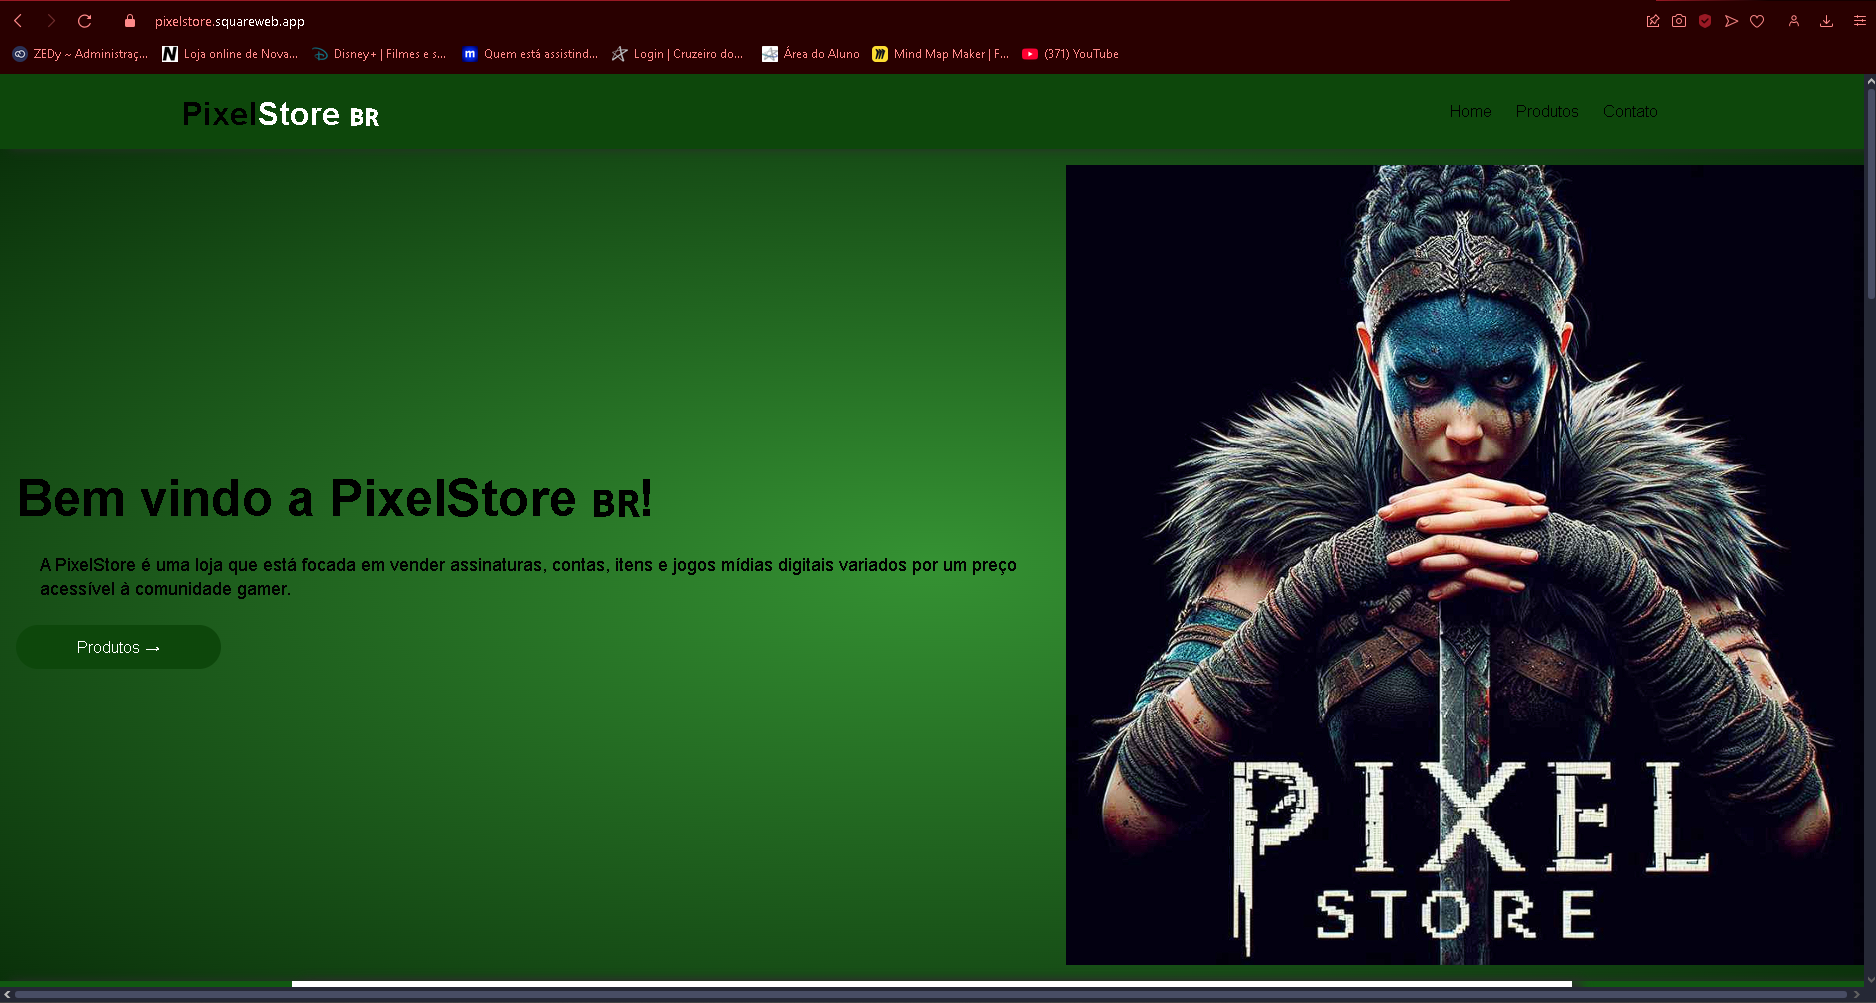 pixelstore.squareweb.app
ZEDy ~ Administraç... Loja online de Nova... Disney+ | Filmes e s... Quem está assistind... Login | Cruzeiro do... Área do Aluno Mind Map Maker | F... (371) YouTube
PixelStore BR Home Produtos Contato
Bem vindo a PixelStore BR!
A PixelStore é uma loja que está focada em vender assinaturas, contas, itens e jogos mídias digitais variados por um preço
acessível à comunidade gamer.
Produtos →
PIXEL
STORE